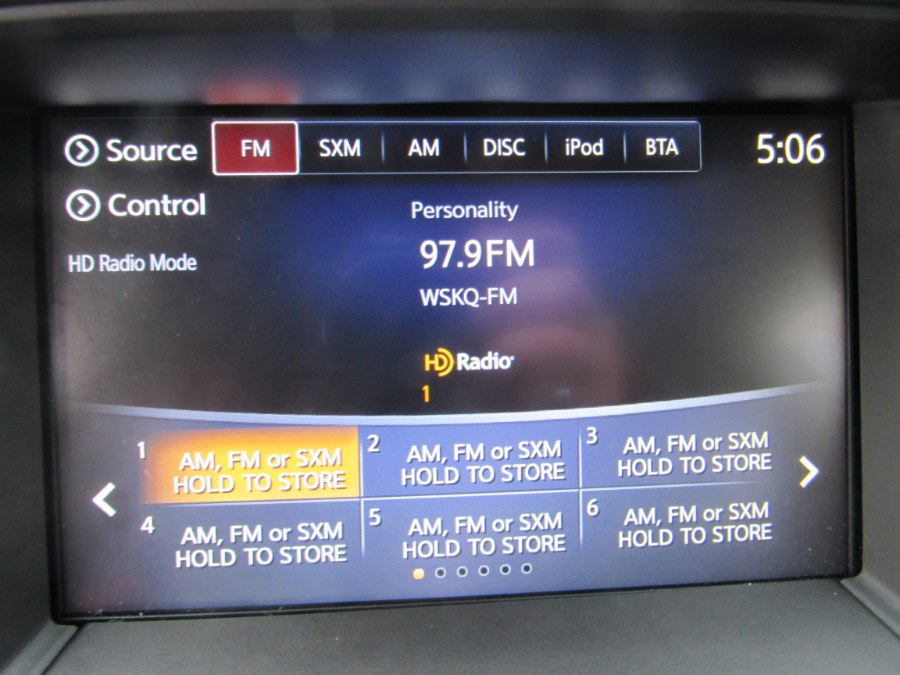 Source FM SXM AM DISC iPod BTA 5:06
Control
Personality
HD Radio Mode
97.9 FM
WSKQ-FM
HD Radio
1
1 AM, FM or SXM
HOLD TO STORE
2 AM, FM or SXM
HOLD TO STORE
3 AM, FM or SXM
HOLD TO STORE
4 AM, FM or SXM
HOLD TO STORE
5 AM, FM or SXM
HOLD TO STORE
6 AM, FM or SXM
HOLD TO STORE